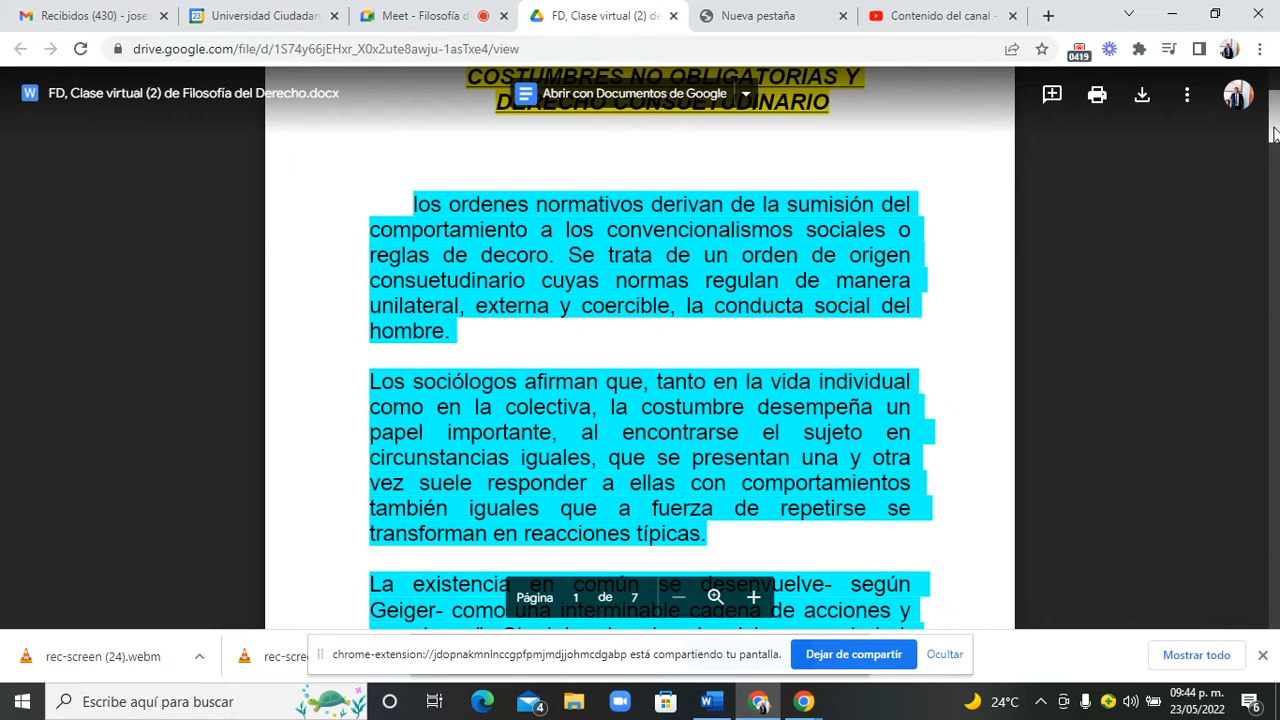 Recibidos (430) - jose
Universidad Ciudadan
Meet - Filosofía d
FD, Clase virtual (2) de
Nueva pestaña
Contenido del canal -
drive.google.com/file/d/1S74y66jEHxr_X0x2ute8awju-1asTxe4/view
0419
FD, Clase virtual (2) de Filosofía del Derecho.docx
Abrir con Documentos de Google
COSTUMBRES NO OBLIGATORIAS Y
DERECHO CONSUETUDINARIO
los ordenes normativos derivan de la sumisión del
comportamiento a los convencionalismos sociales o
reglas de decoro. Se trata de un orden de origen
consuetudinario cuyas normas regulan de manera
unilateral, externa y coercible, la conducta social del
hombre.
Los sociólogos afirman que, tanto en la vida individual
como en la colectiva, la costumbre desempeña un
papel importante, al encontrarse el sujeto en
circunstancias iguales, que se presentan una y otra
vez suele responder a ellas con comportamientos
también iguales que a fuerza de repetirse se
transforman en reacciones típicas.
La existencia en común se desenvuelve- según
Geiger- como una interminable cadena de acciones y
Página 1 de 7
rec-screen (24).webm
rec-scre
chrome-extension://jdopnakmnlnccgpfpmjmdjjohmcdgabp está compartiendo tu pantalla.
Dejar de compartir
Ocultar
Mostrar todo
Escribe aquí para buscar
4
24°C
09:44 p. m.
23/05/2022
6